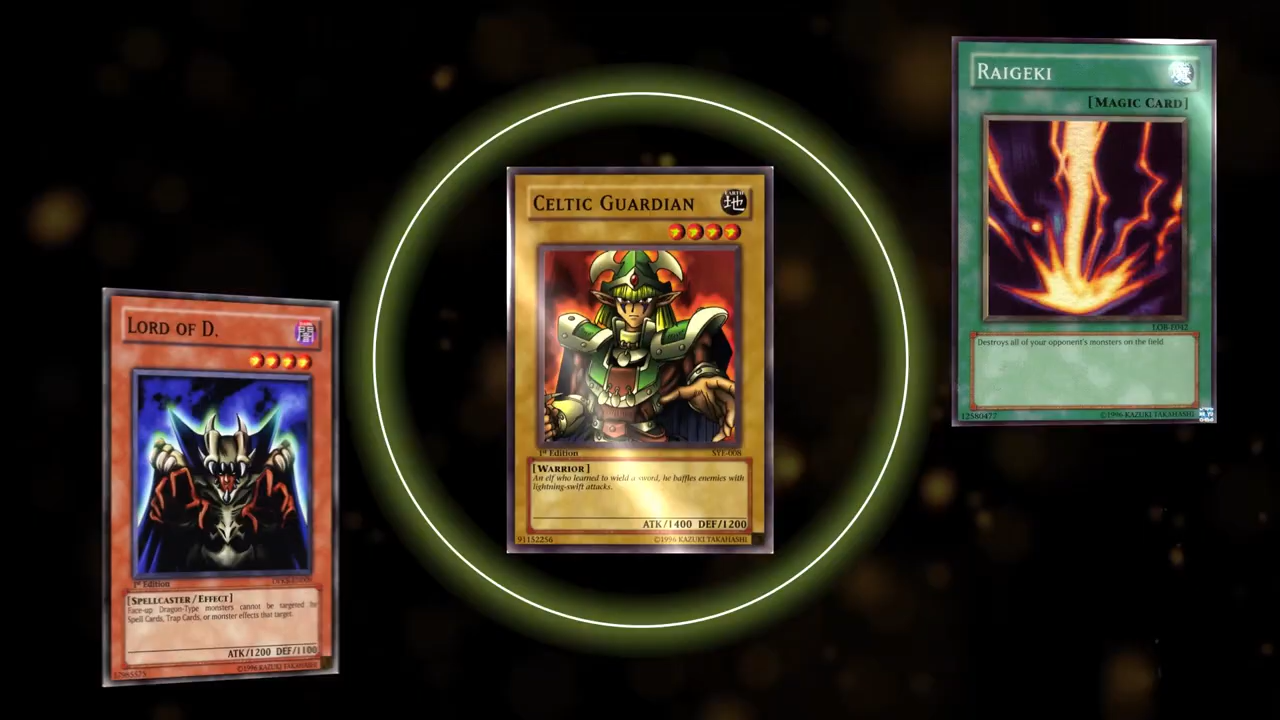 LORD OF D.
1st Edition
[SPELLCASTER/EFFECT]
Face-up Dragon-Type monsters cannot be targeted by
Spell Cards, Trap Cards, or monster effects that target.
ATK/1200 DEF/1100
17985575
©1996 KAZUKI TAKAHASHI
CELTIC GUARDIAN
EARTH
地
1st Edition
SYE-008
[WARRIOR]
An elf who learned to wield a sword, he baffles enemies with
lightning-swift attacks.
ATK/1400 DEF/1200
91152256
©1996 KAZUKI TAKAHASHI
RAIGEKI
魔
[MAGIC CARD]
LOB-E042
Destroys all of your opponent's monsters on the field
12580477
©1996 KAZUKI TAKAHASHI